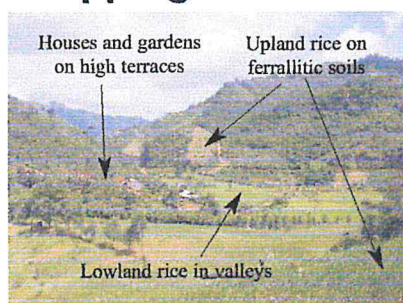 Houses and gardens
on high terraces
Upland rice on
ferrallitic soils
Lowland rice in valleys